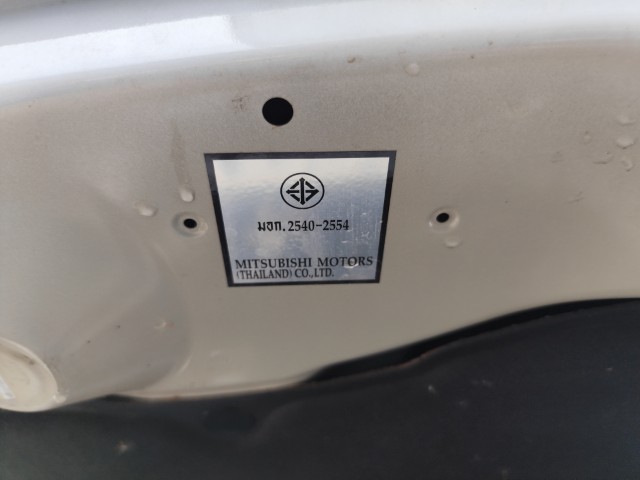 มอก.2540-2554
MITSUBISHI MOTORS
(THAILAND) CO.,LTD.